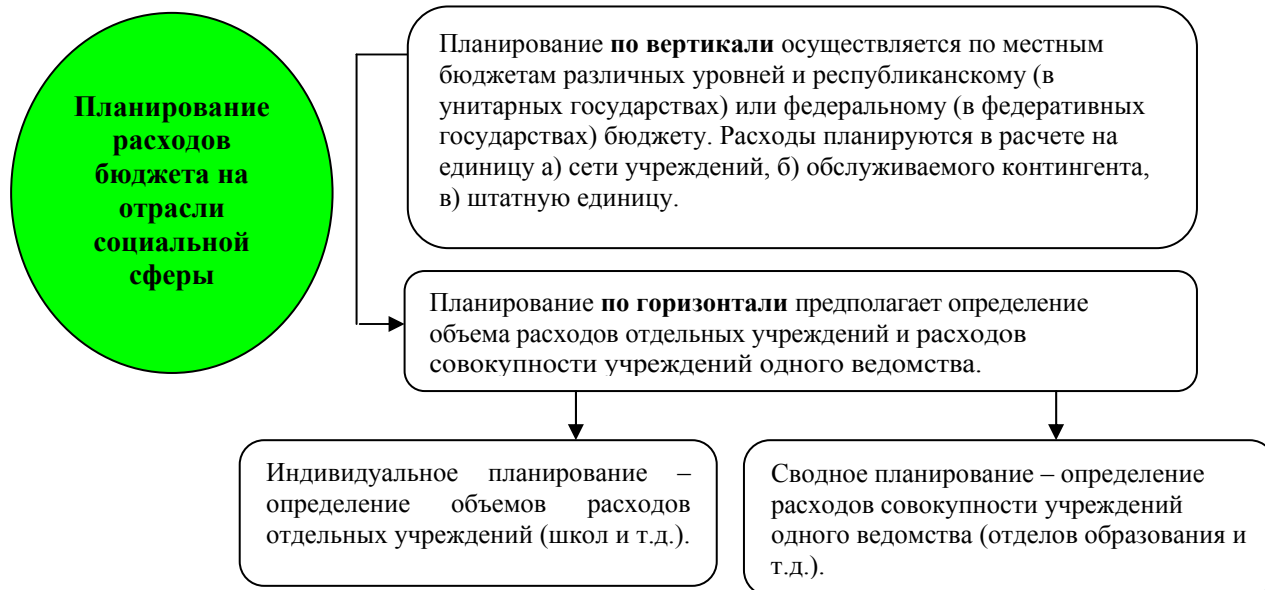 Планирование
расходов
бюджета на
отрасли
социальной
сферы
Планирование по вертикали осуществляется по местным
бюджетам различных уровней и республиканскому (в
унитарных государствах) или федеральному (в федеративных
государствах) бюджету. Расходы планируются в расчете на
единицу а) сети учреждений, б) обслуживаемого контингента,
в) штатную единицу.
Планирование по горизонтали предполагает определение
объема расходов отдельных учреждений и расходов
совокупности учреждений одного ведомства.
Индивидуальное планирование –
определение объемов расходов
отдельных учреждений (школ и т.д.).
Сводное планирование – определение
расходов совокупности учреждений
одного ведомства (отделов образования и
т.д.).